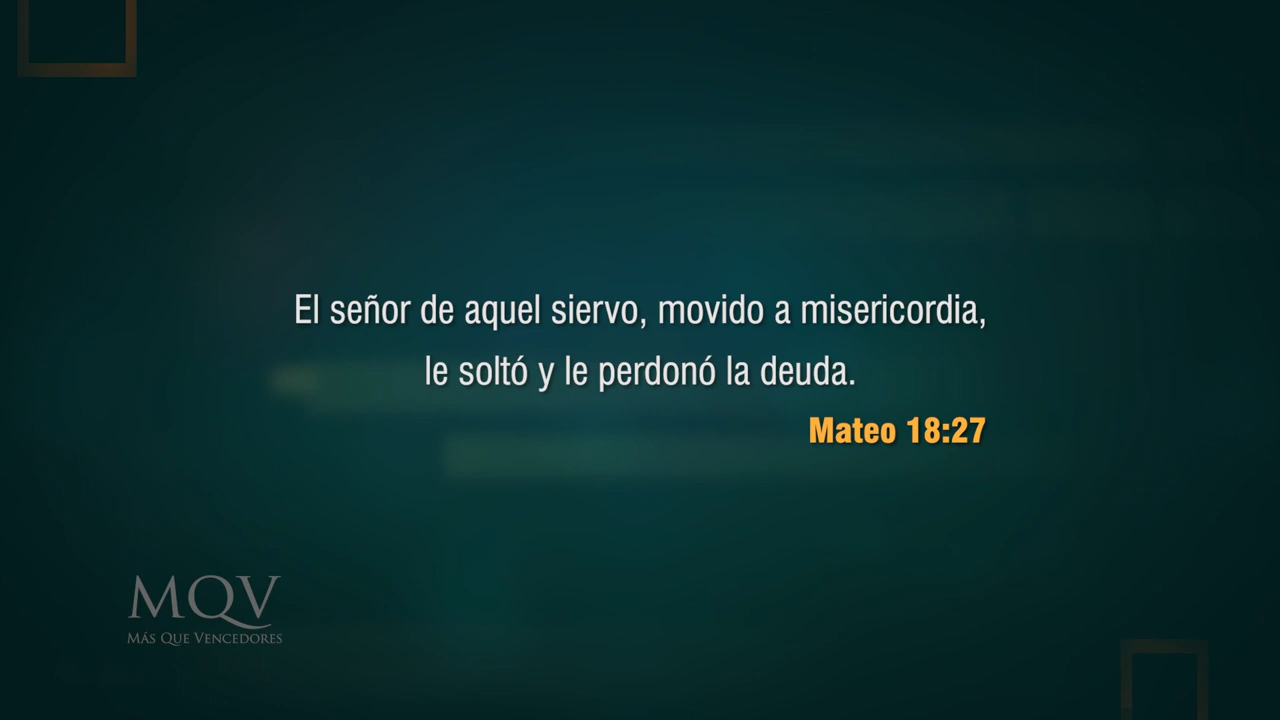 El señor de aquel siervo, movido a misericordia,
le soltó y le perdonó la deuda.
Mateo 18:27
MQV
MÁS QUE VENCEDORES